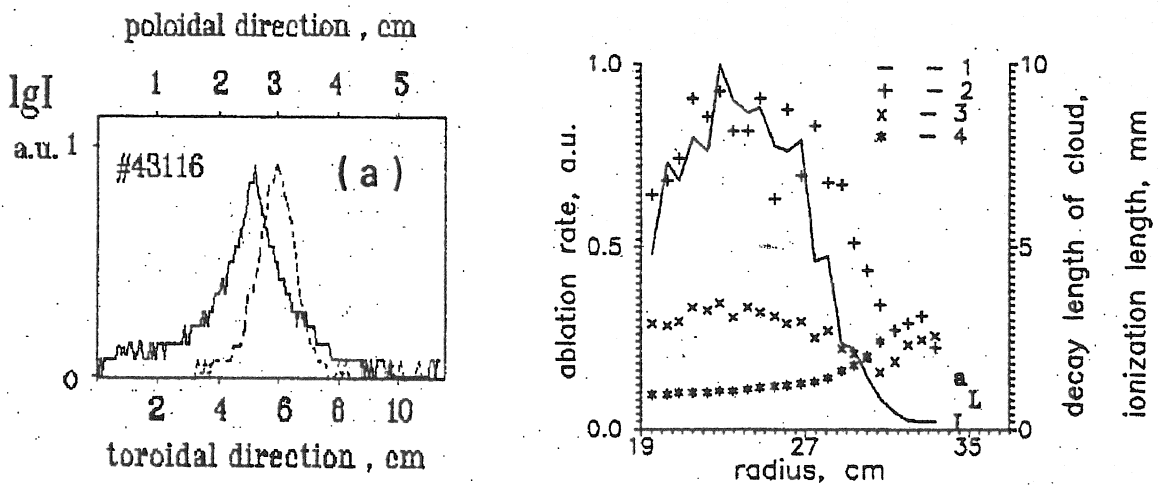 poloidal direction , cm
1 2 3 4 5
lgI
a.u. 1
#43116
(a)
0
2 4 6 8 10
toroidal direction , cm
1.0
0.5
0.0
ablation rate, a.u.
— — 1
+ — 2
x — 3
* — 4
10
5
0
decay length of cloud,
ionization length, mm
a
L
19 27 35
radius, cm